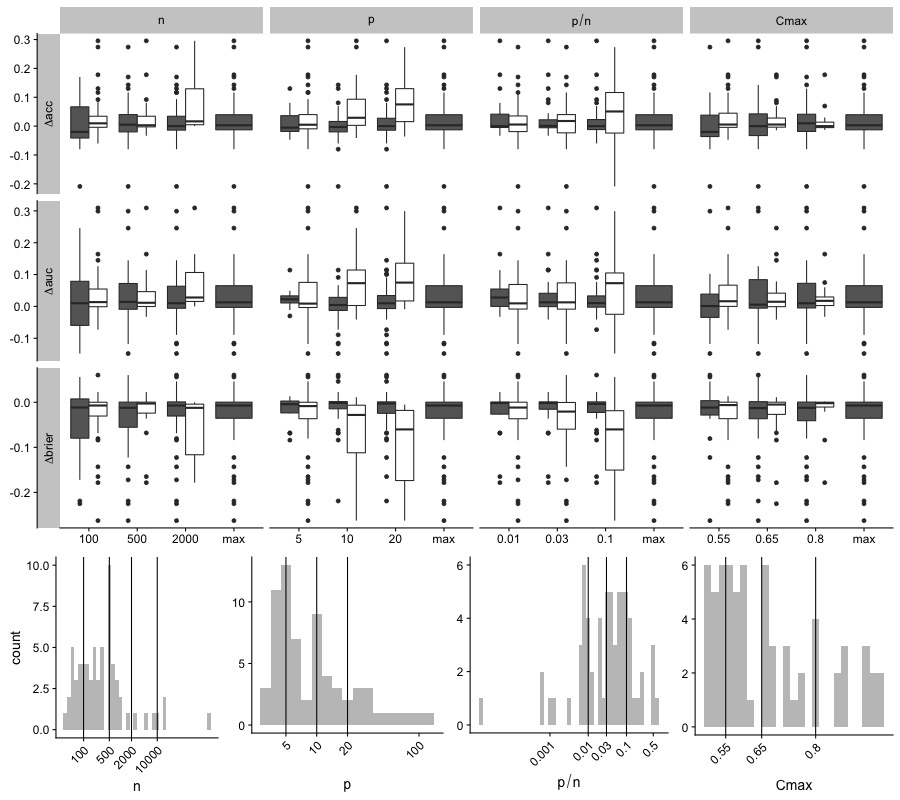 n p p/n Cmax
Δacc
0.3
0.2
0.1
0.0
-0.1
-0.2
Δauc
0.3
0.2
0.1
0.0
-0.1
Δbrier
0.0
-0.1
-0.2
100 500 2000 max 5 10 20 max 0.01 0.03 0.1 max 0.55 0.65 0.8 max
count
10.0
7.5
5.0
2.5
0.0
100 500 2000 10000
n
10
5
0
5 10 20 100
p
6
4
2
0
0.001 0.01 0.03 0.1 0.5
p/n
6
4
2
0
0.55 0.65 0.8
Cmax